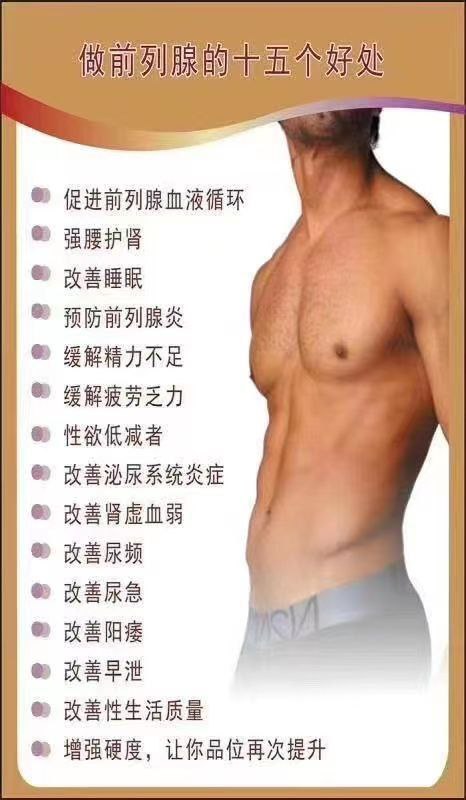 做前列腺的十五个好处
促进前列腺血液循环
强腰护肾
改善睡眠
预防前列腺炎
缓解精力不足
缓解疲劳乏力
性欲低减者
改善泌尿系统炎症
改善肾虚血弱
改善尿频
改善尿急
改善阳痿
改善早泄
改善性生活质量
增强硬度，让你品位再次提升